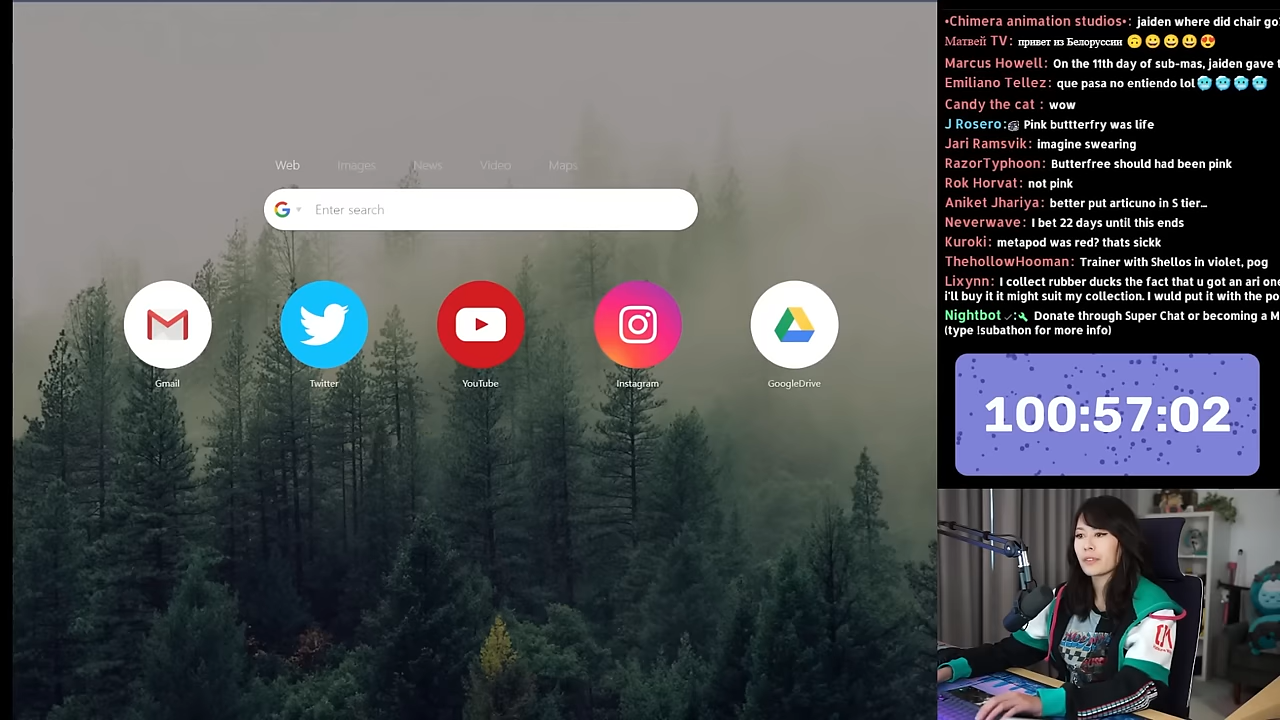 Web Images News Video Maps
Enter search
Gmail Twitter YouTube Instagram GoogleDrive
•Chimera animation studios•: jaiden where did chair go
Матвей TV: привет из Белоруссии 🙃😀😀😃😍
Marcus Howell: On the 11th day of sub-mas, jaiden gave
Emiliano Tellez: que pasa no entiendo lol🥶🥶🥶🥶
Candy the cat : wow
J Rosero: Pink buttterfry was life
Jari Ramsvik: imagine swearing
RazorTyphoon: Butterfree should had been pink
Rok Horvat: not pink
Aniket Jhariya: better put articuno in S tier...
Neverwave: I bet 22 days until this ends
Kuroki: metapod was red? thats sickk
ThehollowHooman: Trainer with Shellos in violet, pog
Lixynn: I collect rubber ducks the fact that u got an ari one
i'll buy it it might suit my collection. I wuld put it with the po
Nightbot ✓:🔧 Donate through Super Chat or becoming a M
(type !subathon for more info)
100:57:02